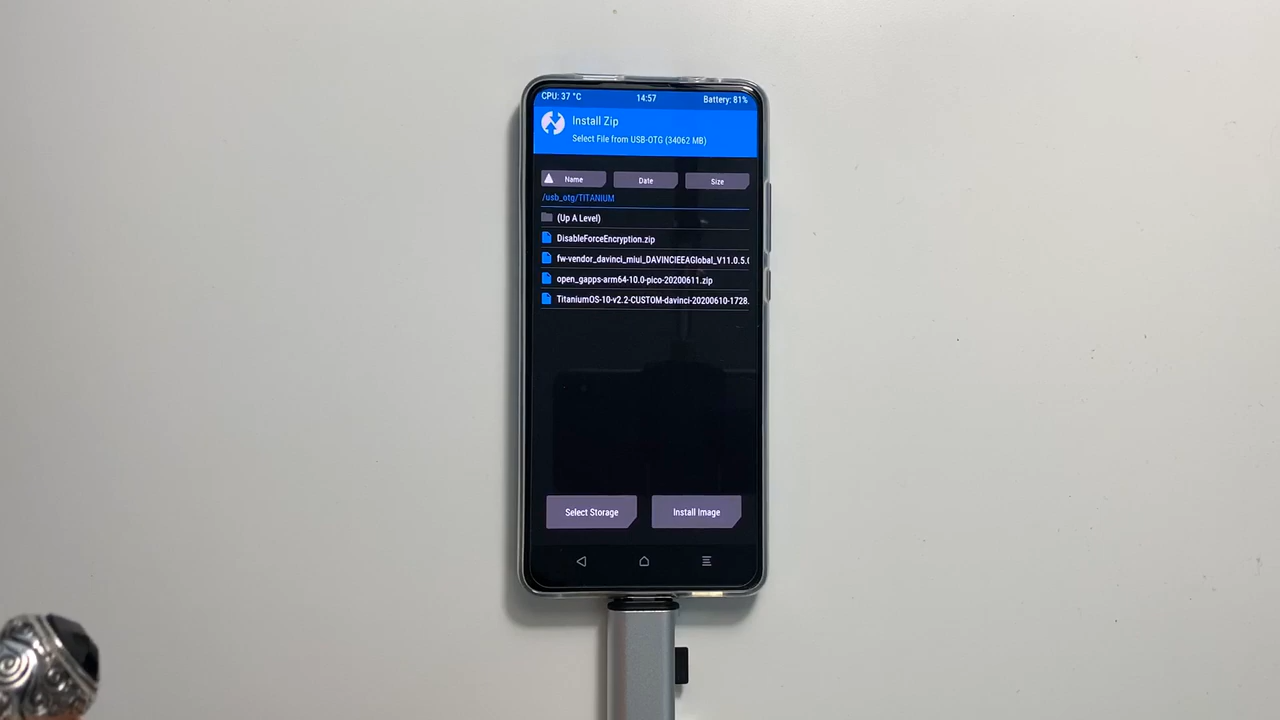 CPU: 37 °C 14:57 Battery: 81%
Install Zip
Select File from USB-OTG (34062 MB)
Name Date Size
/usb_otg/TITANIUM
(Up A Level)
DisableForceEncryption.zip
fw-vendor_davinci_miui_DAVINCIEEAGlobal_V11.0.5.0
open_gapps-arm64-10.0-pico-20200611.zip
TitaniumOS-10-v2.2-CUSTOM-davinci-20200610-1728.
Select Storage Install Image